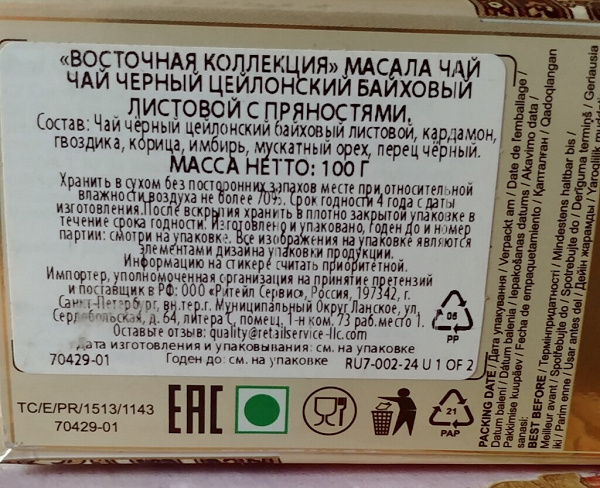 «ВОСТОЧНАЯ КОЛЛЕКЦИЯ» МАСАЛА ЧАЙ
ЧАЙ ЧЕРНЫЙ ЦЕЙЛОНСКИЙ БАЙХОВЫЙ
ЛИСТОВОЙ С ПРЯНОСТЯМИ.
Состав: Чай чёрный цейлонский байховый листовой, кардамон,
гвоздика, корица, имбирь, мускатный орех, перец чёрный.
МАССА НЕТТО: 100 Г
Хранить в сухом без посторонних запахов месте при относительной
влажности воздуха не более 70%. Срок годности 4 года с даты
изготовления.После вскрытия хранить в плотно закрытой упаковке в
течение срока годности. Изготовлено и упаковано, годен до и номер
партии: смотри на упаковке. Все изображения на упаковке являются
элементами дизайна упаковки продукции.
Информацию на стикере считать приоритетной.
Импортер, уполномоченная организация на принятие претензий
и поставщик в РФ: ООО «Ритейл Сервис», Россия, 197342, г.
Санкт-Петербург, вн.тер.г. Муниципальный Округ Ланское, ул.
Сердобольская, д. 64, литера С, помещ. 1-н ком. 73 раб.место 1.
Оставьте отзыв: quality@retailservice-llc.com
Дата изготовления и упаковывания: см. на упаковке
70429-01 Годен до: см. на упаковке RU7-002-24 U 1 OF 2
06
PP
TC/E/PR/1513/1143
70429-01
EAC
21
PAP
PACKING DATE / Дата упакування / Verpackt am / Date de l'emballage /
Datum balení / Dátum balenia / Iepakošanas datums / Akavimo data /
Pakkimise kuupäev / Fecha de empaquetamiento / Қапталған / Qadoqlangan
sanasi:
BEST BEFORE / Термінпридатності / Mindestens haltbar bis /
Meilleur avant / Spotřebujte do / Spotrebujte do / Derīguma termiņš / Geriausia
iki / Parim enne / Usar antes del / Дейін жарамды / Yaroqlilik muddati